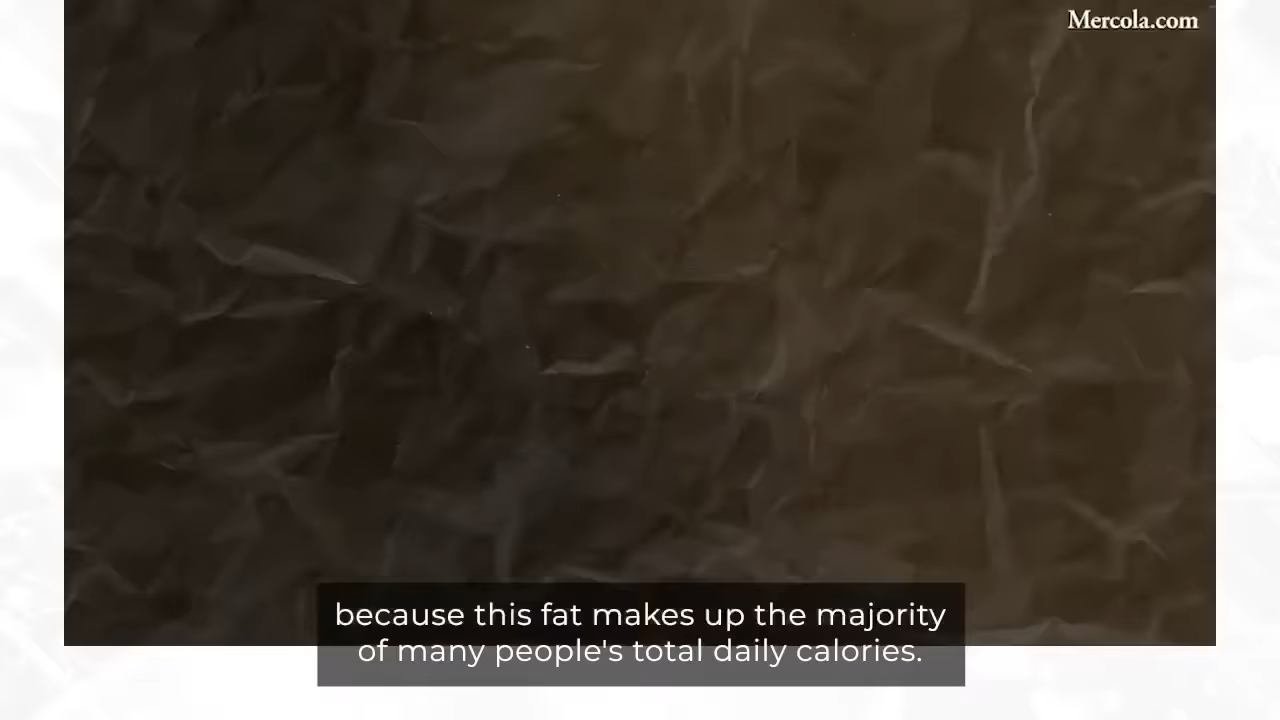 Mercola.com
because this fat makes up the majority
of many people's total daily calories.